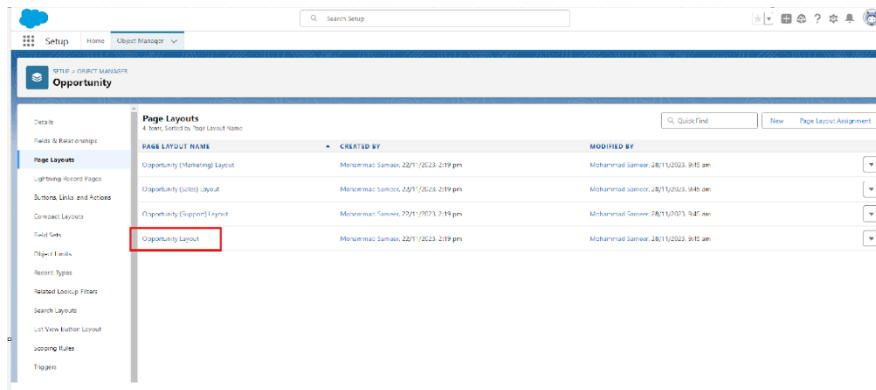 Search Setup
Setup Home Object Manager
SETUP > OBJECT MANAGER
Opportunity
Details
Fields & Relationships
Page Layouts
Lightning Record Pages
Buttons, Links, and Actions
Compact Layouts
Field Sets
Object Limits
Record Types
Related Lookup Filters
Search Layouts
List View Button Layout
Scoping Rules
Triggers
Page Layouts
4 Items, Sorted by Page Layout Name
Quick Find
New Page Layout Assignment
PAGE LAYOUT NAME CREATED BY MODIFIED BY
Opportunity (Marketing) Layout Mohammad Sameer, 22/11/2023, 2:19 pm Mohammad Sameer, 28/11/2023, 9:45 am
Opportunity (Sales) Layout Mohammad Sameer, 22/11/2023, 2:19 pm Mohammad Sameer, 28/11/2023, 9:45 am
Opportunity (Support) Layout Mohammad Sameer, 22/11/2023, 2:19 pm Mohammad Sameer, 28/11/2023, 9:45 am
Opportunity Layout Mohammad Sameer, 22/11/2023, 2:19 pm Mohammad Sameer, 28/11/2023, 9:45 am